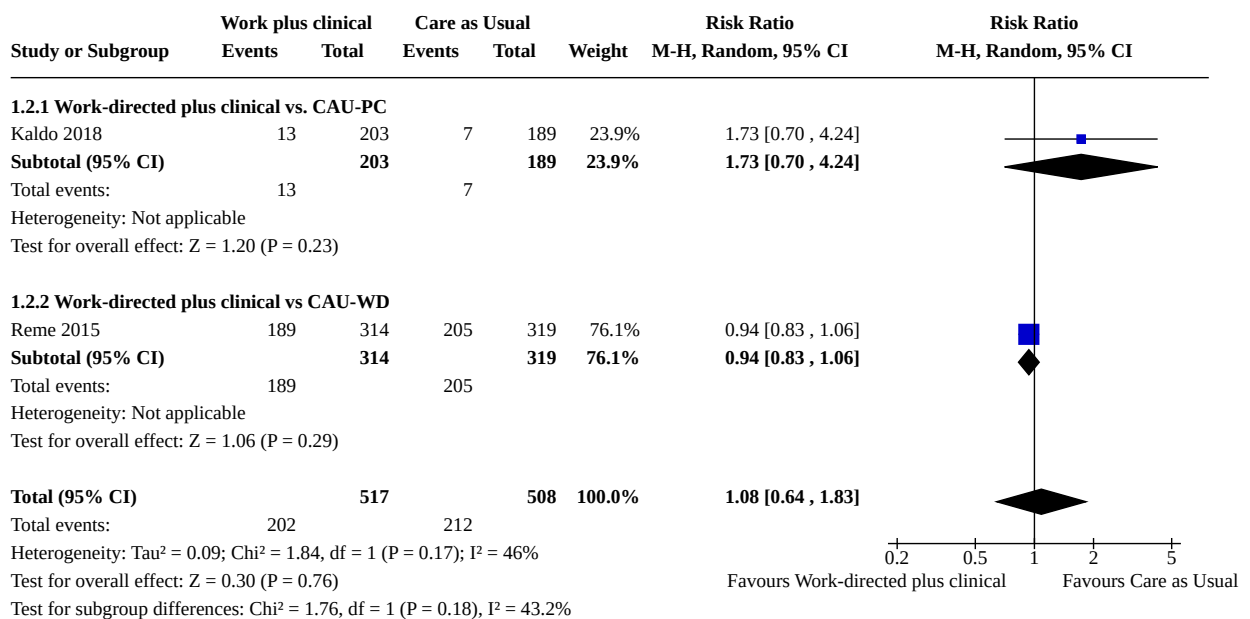 Work plus clinical Care as Usual Risk Ratio Risk Ratio
Study or Subgroup Events Total Events Total Weight M-H, Random, 95% CI M-H, Random, 95% CI
1.2.1 Work-directed plus clinical vs. CAU-PC
Kaldo 2018 13 203 7 189 23.9% 1.73 [0.70 , 4.24]
Subtotal (95% CI) 203 189 23.9% 1.73 [0.70 , 4.24]
Total events: 13 7
Heterogeneity: Not applicable
Test for overall effect: Z = 1.20 (P = 0.23)
1.2.2 Work-directed plus clinical vs CAU-WD
Reme 2015 189 314 205 319 76.1% 0.94 [0.83 , 1.06]
Subtotal (95% CI) 314 319 76.1% 0.94 [0.83 , 1.06]
Total events: 189 205
Heterogeneity: Not applicable
Test for overall effect: Z = 1.06 (P = 0.29)
Total (95% CI) 517 508 100.0% 1.08 [0.64 , 1.83]
Total events: 202 212
Heterogeneity: Tau² = 0.09; Chi² = 1.84, df = 1 (P = 0.17); I² = 46%
0.2 0.5 1 2 5
Test for overall effect: Z = 0.30 (P = 0.76)
Favours Work-directed plus clinical Favours Care as Usual
Test for subgroup differences: Chi² = 1.76, df = 1 (P = 0.18), I² = 43.2%